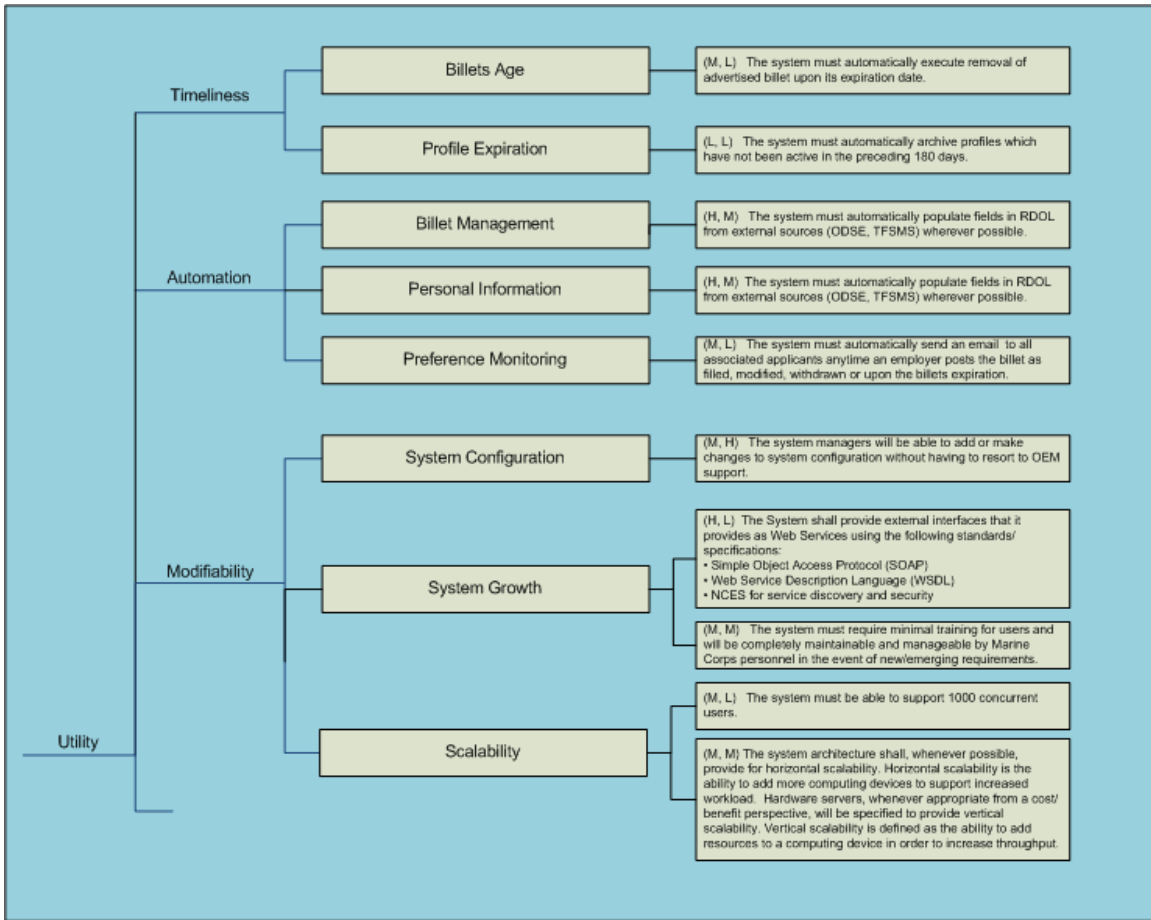 Timeliness
Billets Age
(M, L) The system must automatically execute removal of
advertised billet upon its expiration date.
Profile Expiration
(L, L) The system must automatically archive profiles which
have not been active in the preceding 180 days.
Automation
Billet Management
(H, M) The system must automatically populate fields in RDOL
from external sources (ODSE, TFSMS) wherever possible.
Personal Information
(H, M) The system must automatically populate fields in RDOL
from external sources (ODSE, TFSMS) wherever possible.
Preference Monitoring
(M, L) The system must automatically send an email to all
associated applicants anytime an employer posts the billet as
filled, modified, withdrawn or upon the billets expiration.
Modifiability
System Configuration
(M, H) The system managers will be able to add or make
changes to system configuration without having to resort to OEM
support.
System Growth
(H, L) The System shall provide external interfaces that it
provides as Web Services using the following standards/
specifications:
• Simple Object Access Protocol (SOAP)
• Web Service Description Language (WSDL)
• NCES for service discovery and security
(M, M) The system must require minimal training for users and
will be completely maintainable and manageable by Marine
Corps personnel in the event of new/emerging requirements.
Scalability
(M, L) The system must be able to support 1000 concurrent
users.
(M, M) The system architecture shall, whenever possible,
provide for horizontal scalability. Horizontal scalability is the
ability to add more computing devices to support increased
workload. Hardware servers, whenever appropriate from a cost/
benefit perspective, will be specified to provide vertical
scalability. Vertical scalability is defined as the ability to add
resources to a computing device in order to increase throughput.
Utility